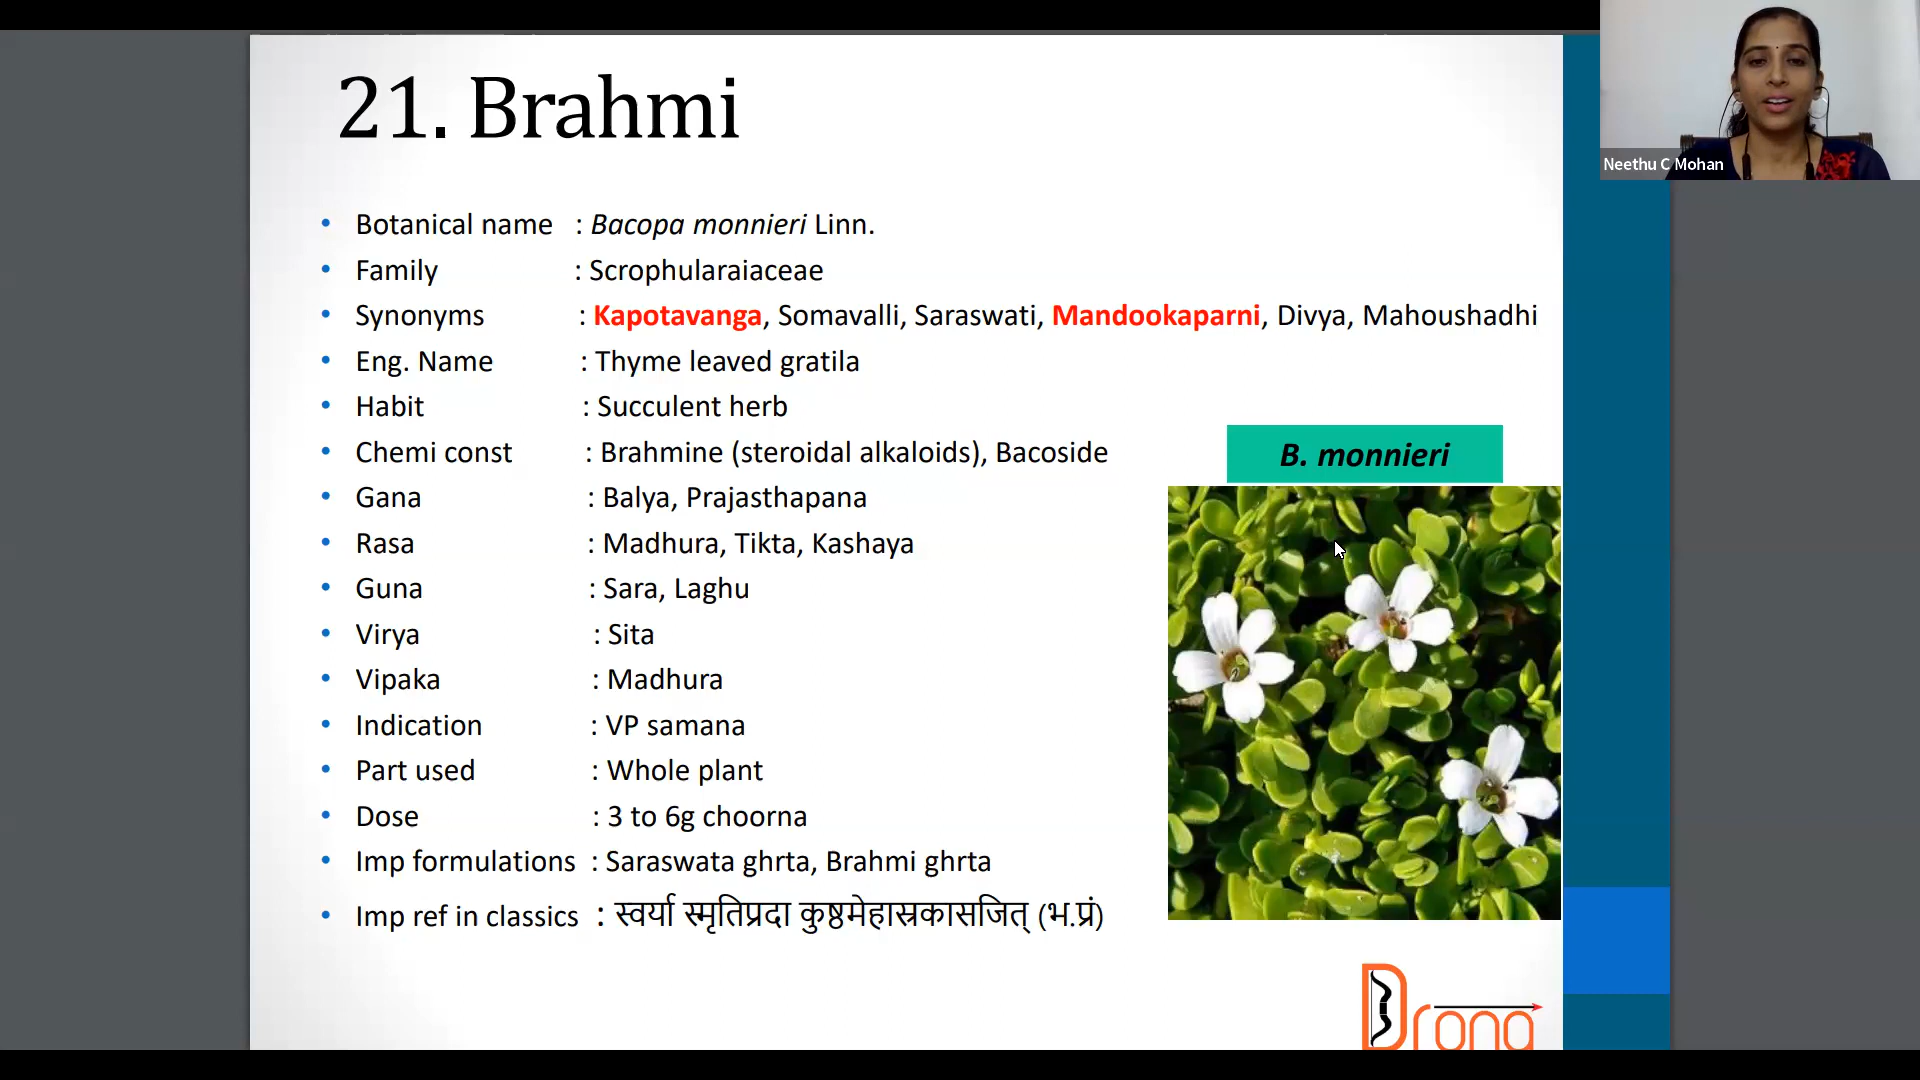 21. Brahmi
Neethu C Mohan
• Botanical name : Bacopa monnieri Linn.
• Family : Scrophularaiaceae
• Synonyms : Kapotavanga, Somavalli, Saraswati, Mandookaparni, Divya, Mahoushadhi
• Eng. Name : Thyme leaved gratila
• Habit : Succulent herb
• Chemi const : Brahmine (steroidal alkaloids), Bacoside
• Gana : Balya, Prajasthapana
• Rasa : Madhura, Tikta, Kashaya
• Guna : Sara, Laghu
• Virya : Sita
• Vipaka : Madhura
• Indication : VP samana
• Part used : Whole plant
• Dose : 3 to 6g choorna
• Imp formulations : Saraswata ghrta, Brahmi ghrta
• Imp ref in classics : स्वर्या स्मृतिप्रदा कुष्ठमेहास्रकासजित् (भ.प्रं)
B. monnieri
Drona